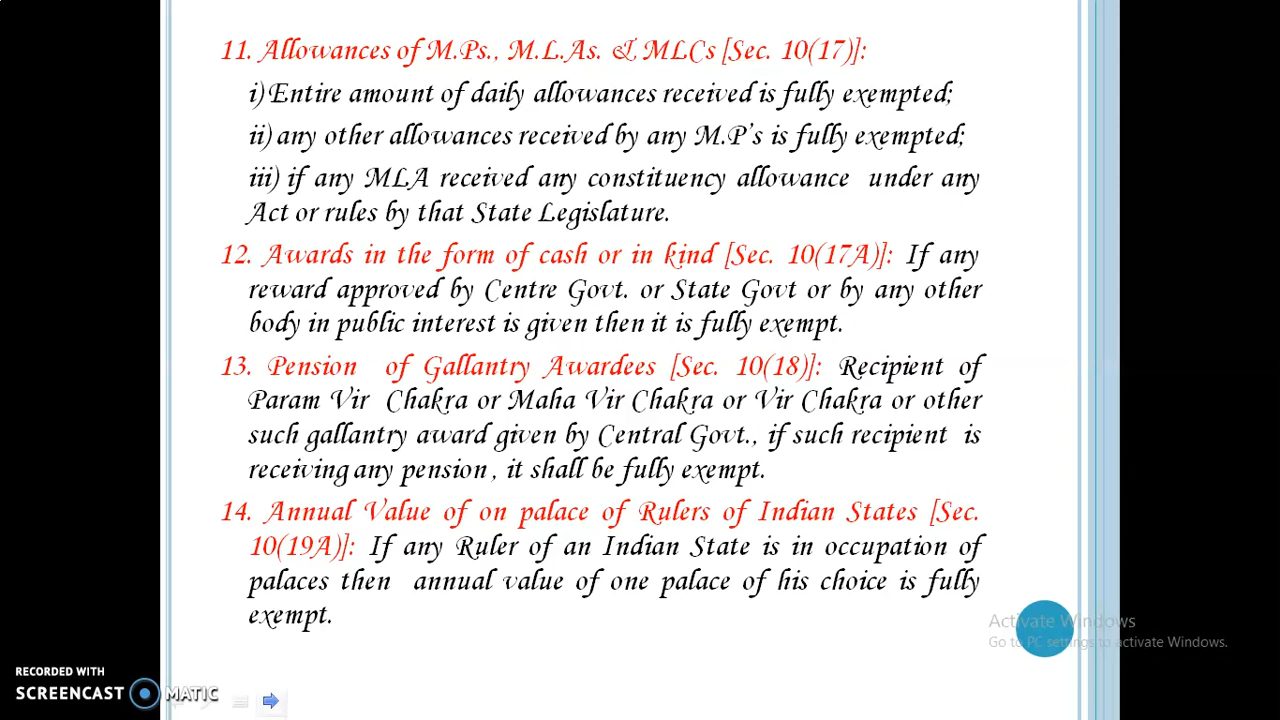 11. Allowances of M.Ps., M.L.As. & MLCs [Sec. 10(17)]:
i) Entire amount of daily allowances received is fully exempted;
ii) any other allowances received by any M.P's is fully exempted;
iii) if any MLA received any constituency allowance under any
Act or rules by that State Legislature.
12. Awards in the form of cash or in kind [Sec. 10(17A)]: If any
reward approved by Centre Govt. or State Govt or by any other
body in public interest is given then it is fully exempt.
13. Pension of Gallantry Awardees [Sec. 10(18)]: Recipient of
Param Vir Chakra or Maha Vir Chakra or Vir Chakra or other
such gallantry award given by Central Govt., if such recipient is
receiving any pension , it shall be fully exempt.
14. Annual Value of on palace of Rulers of Indian States [Sec.
10(19A)]: If any Ruler of an Indian State is in occupation of
palaces then annual value of one palace of his choice is fully
exempt.
Activate Windows
Go to PC settings to activate Windows.
RECORDED WITH
SCREENCAST MATIC